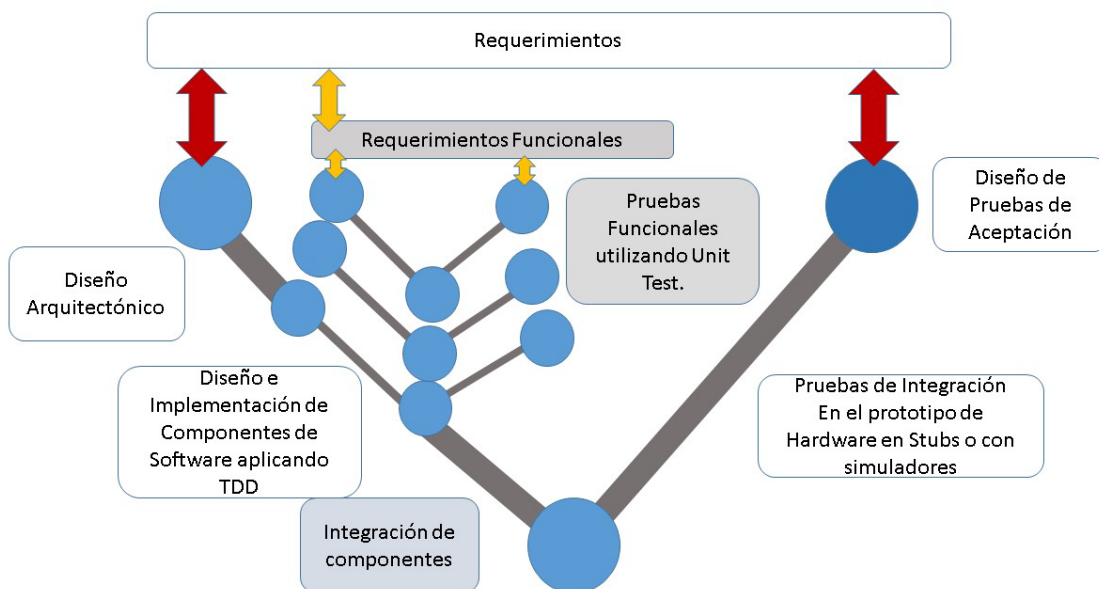 Requerimientos
Requerimientos Funcionales
Pruebas
Funcionales
utilizando Unit
Test.
Diseño de
Pruebas de
Aceptación
Diseño
Arquitectónico
Diseño e
Implementación de
Componentes de
Software aplicando
TDD
Pruebas de Integración
En el prototipo de
Hardware en Stubs o con
simuladores
Integración de
componentes